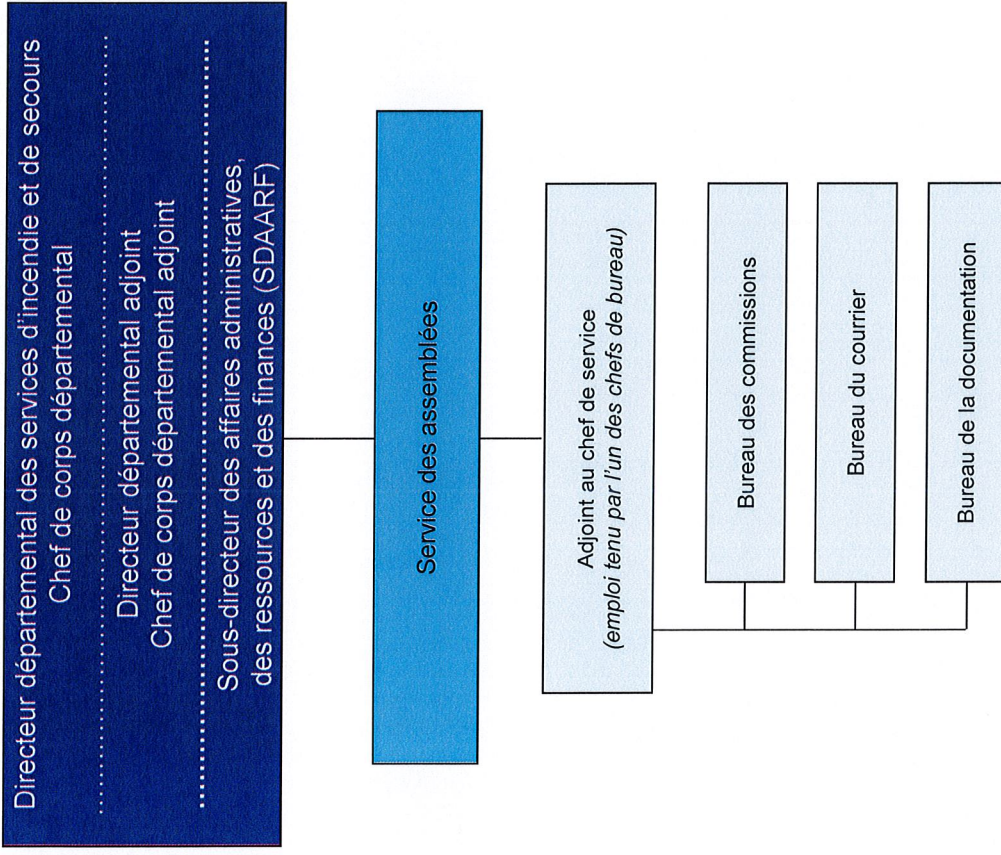 Directeur départemental des services d'incendie et de secours
Chef de corps départemental
Directeur départemental adjoint
Chef de corps départemental adjoint
Sous-directeur des affaires administratives,
des ressources et des finances (SDAARF)
Service des assemblées
Adjoint au chef de service
(emploi tenu par l'un des chefs de bureau)
Bureau des commissions
Bureau du courrier
Bureau de la documentation